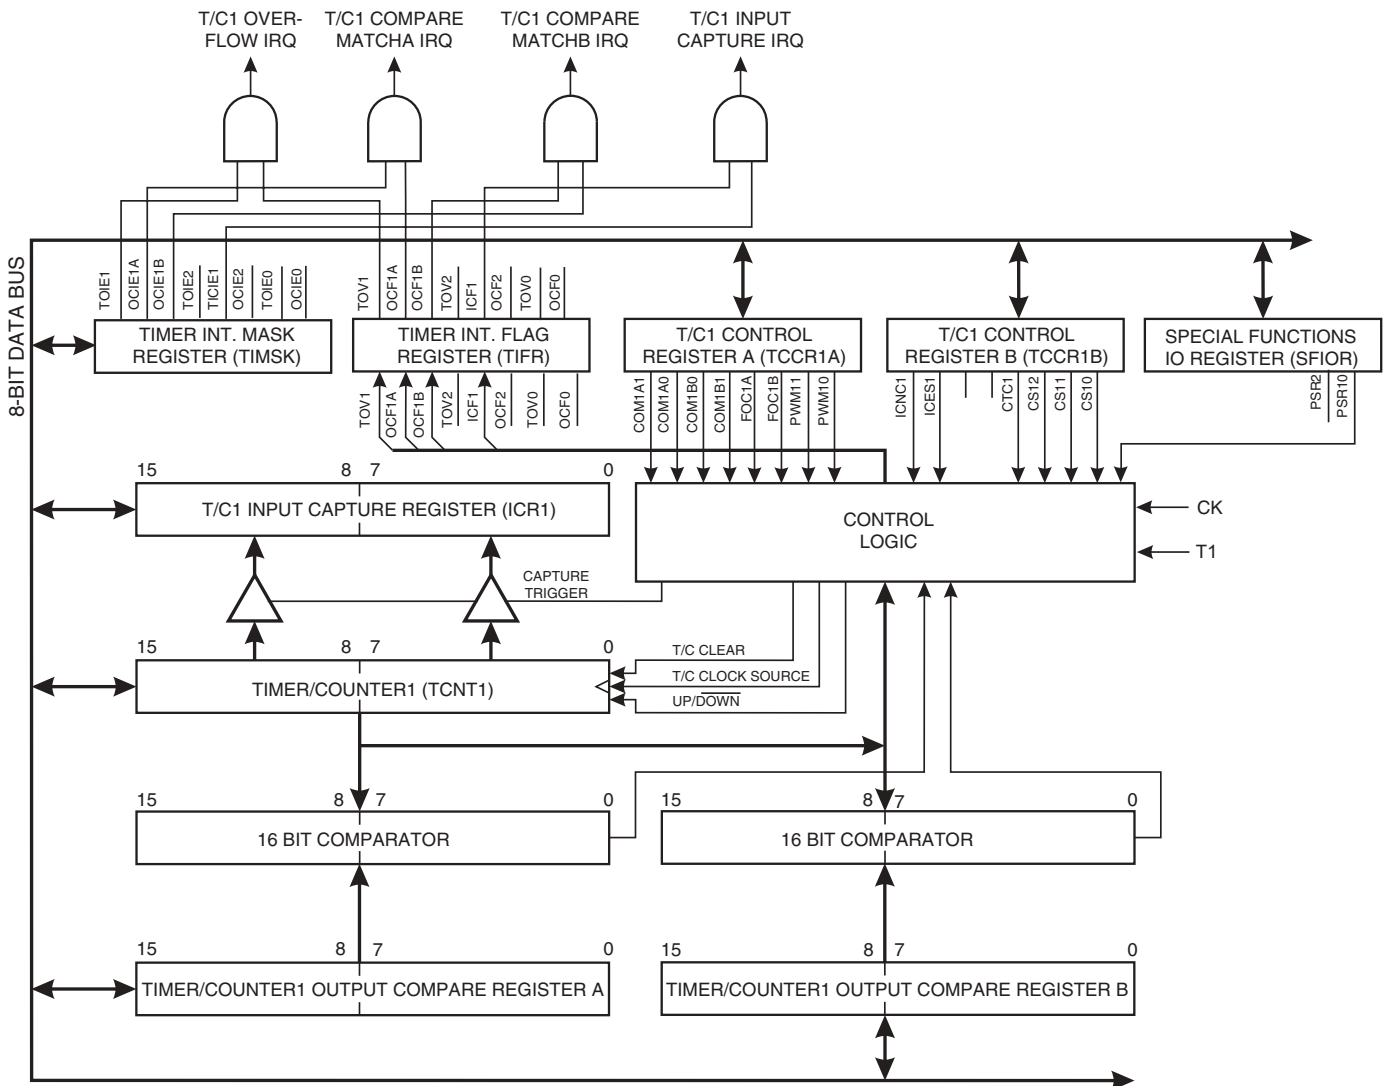 T/C1 OVER-
FLOW IRQ
T/C1 COMPARE
MATCHA IRQ
T/C1 COMPARE
MATCHB IRQ
T/C1 INPUT
CAPTURE IRQ
8-BIT DATA BUS
TOIE1
OCIE1A
OCIE1B
TOIE2
TICIE1
OCIE2
TOIE0
OCIE0
TOV1
OCF1A
OCF1B
TOV2
ICF1
OCF2
TOV0
OCF0
TIMER INT. MASK
REGISTER (TIMSK)
TIMER INT. FLAG
REGISTER (TIFR)
T/C1 CONTROL
REGISTER A (TCCR1A)
T/C1 CONTROL
REGISTER B (TCCR1B)
SPECIAL FUNCTIONS
IO REGISTER (SFIOR)
TOV1
OCF1A
OCF1B
TOV2
ICF1
OCF2
TOV0
OCF0
COM1A1
COM1A0
COM1B0
COM1B1
FOC1A
FOC1B
PWM11
PWM10
ICNC1
ICES1
CTC1
CS12
CS11
CS10
PSR2
PSR10
15 8 7 0
T/C1 INPUT CAPTURE REGISTER (ICR1)
CONTROL
LOGIC
CK
T1
CAPTURE
TRIGGER
15 8 7 0
TIMER/COUNTER1 (TCNT1)
T/C CLEAR
T/C CLOCK SOURCE
UP/DOWN
15 8 7 0
16 BIT COMPARATOR
15 8 7 0
16 BIT COMPARATOR
15 8 7 0
TIMER/COUNTER1 OUTPUT COMPARE REGISTER A
15 8 7 0
TIMER/COUNTER1 OUTPUT COMPARE REGISTER B